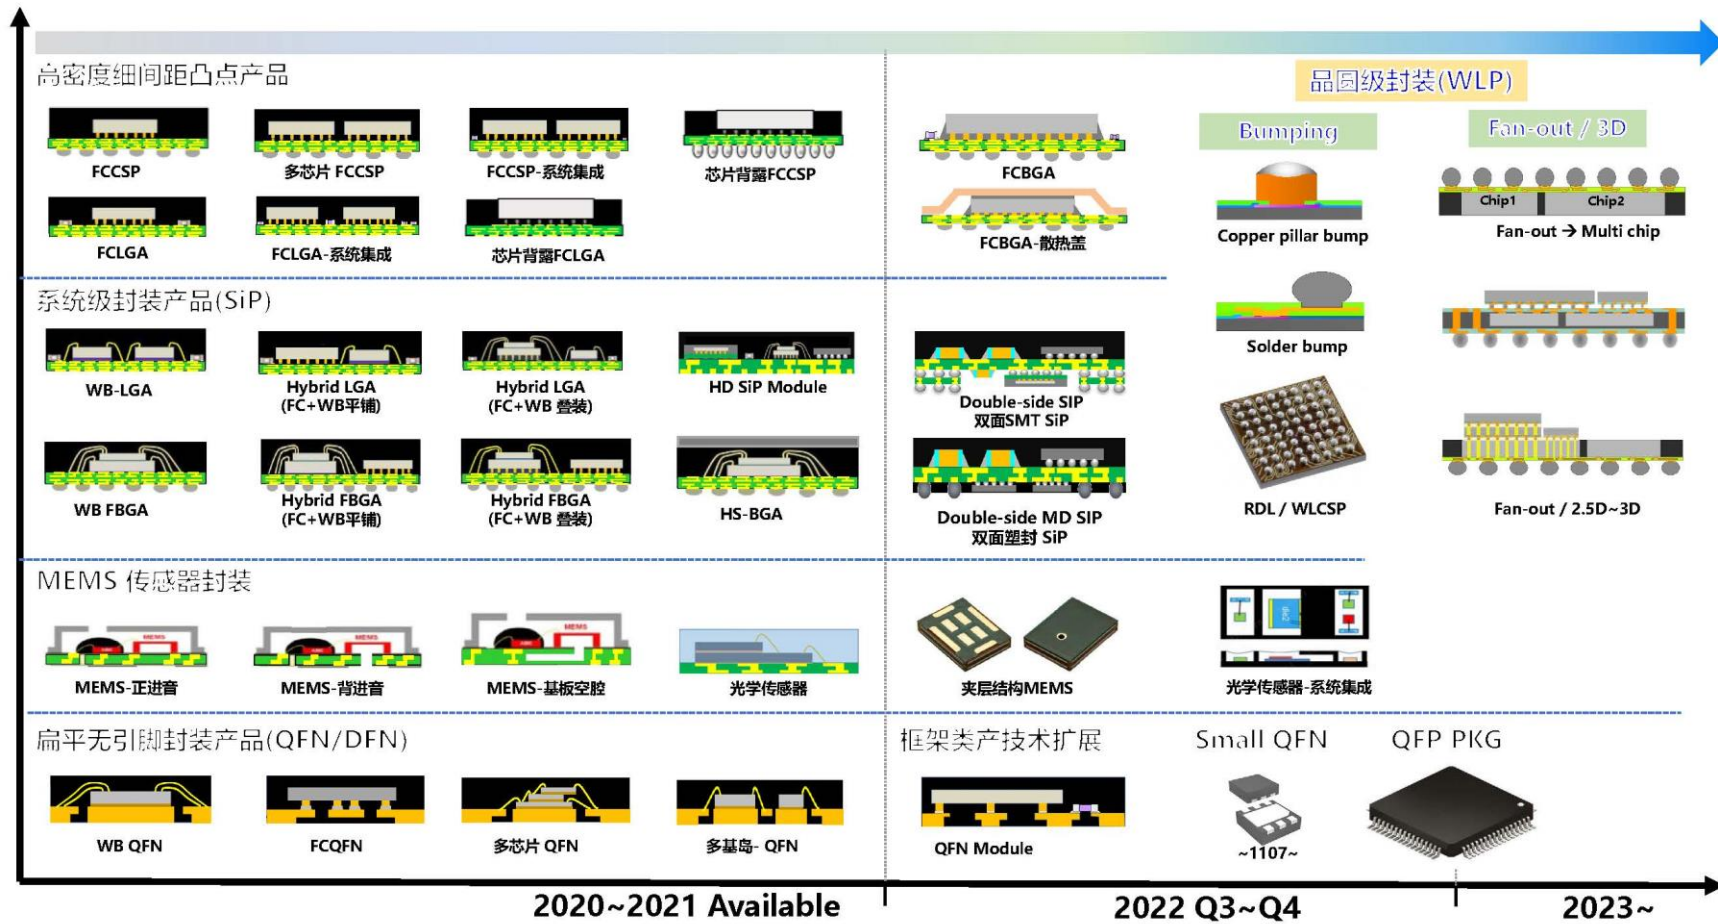 高密度细间距凸点产品
FCCSP
多芯片 FCCSP
FCCSP-系统集成
芯片背露FCCSP
FCLGA
FCLGA-系统集成
芯片背露FCLGA
FCBGA
FCBGA-散热盖
晶圆级封装(WLP)
Bumping
Fan-out / 3D
Copper pillar bump
Chip1
Chip2
Fan-out → Multi chip
Solder bump
RDL / WLCSP
Fan-out / 2.5D~3D
系统级封装产品(SiP)
WB-LGA
Hybrid LGA
(FC+WB平铺)
Hybrid LGA
(FC+WB 叠装)
HD SiP Module
Double-side SIP
双面SMT SiP
WB FBGA
Hybrid FBGA
(FC+WB平铺)
Hybrid FBGA
(FC+WB 叠装)
HS-BGA
Double-side MD SIP
双面塑封 SiP
MEMS 传感器封装
MEMS
MEMS
MEMS
MEMS-正进音
MEMS-背进音
MEMS-基板空腔
光学传感器
夹层结构MEMS
光学传感器-系统集成
扁平无引脚封装产品(QFN/DFN)
框架类产技术扩展
Small QFN
QFP PKG
WB QFN
FCQFN
多芯片 QFN
多基岛- QFN
QFN Module
~1107~
2020~2021 Available
2022 Q3~Q4
2023~